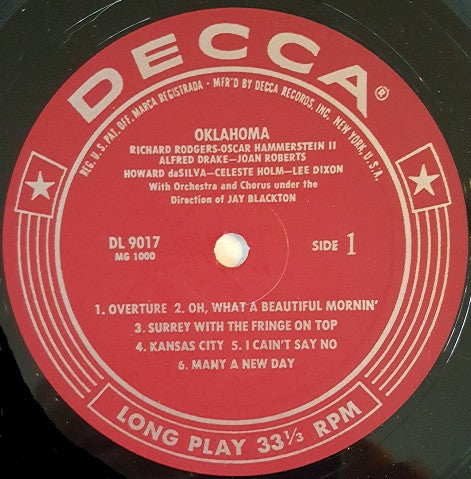 DECCA®
REG. U.S. PAT. OFF. MARCA REGISTRADA · MFR'D BY DECCA RECORDS, INC., NEW YORK, U.S.A.
OKLAHOMA
RICHARD RODGERS-OSCAR HAMMERSTEIN II
ALFRED DRAKE—JOAN ROBERTS
HOWARD daSILVA—CELESTE HOLM—LEE DIXON
With Orchestra and Chorus under the
Direction of JAY BLACKTON
DL 9017
MG 1000
SIDE 1
1. OVERTURE 2. OH, WHAT A BEAUTIFUL MORNIN'
3. SURREY WITH THE FRINGE ON TOP
4. KANSAS CITY 5. I CAIN'T SAY NO
6. MANY A NEW DAY
LONG PLAY 33⅓ RPM